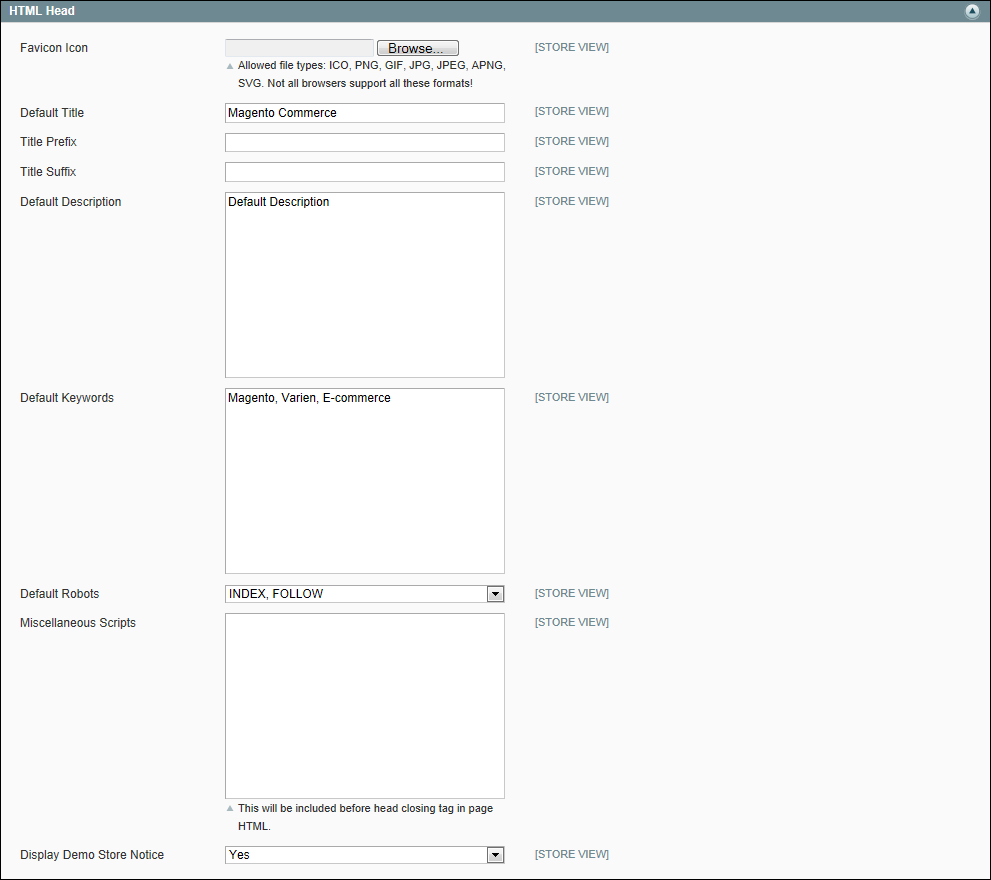 HTML Head
Favicon Icon Browse... [STORE VIEW]
Allowed file types: ICO, PNG, GIF, JPG, JPEG, APNG,
SVG. Not all browsers support all these formats!
Default Title Magento Commerce [STORE VIEW]
Title Prefix [STORE VIEW]
Title Suffix [STORE VIEW]
Default Description Default Description [STORE VIEW]
Default Keywords Magento, Varien, E-commerce [STORE VIEW]
Default Robots INDEX, FOLLOW [STORE VIEW]
Miscellaneous Scripts [STORE VIEW]
This will be included before head closing tag in page
HTML.
Display Demo Store Notice Yes [STORE VIEW]